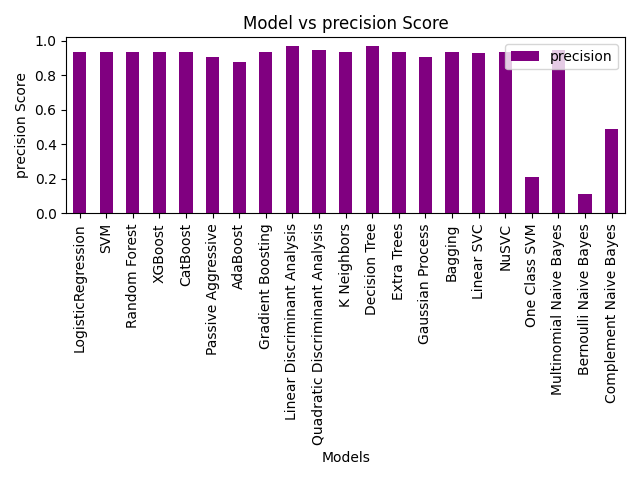 Model vs precision Score
precision Score
1.0
0.8
0.6
0.4
0.2
0.0
precision
LogisticRegression
SVM
Random Forest
XGBoost
CatBoost
Passive Aggressive
AdaBoost
Gradient Boosting
Linear Discriminant Analysis
Quadratic Discriminant Analysis
K Neighbors
Decision Tree
Extra Trees
Gaussian Process
Bagging
Linear SVC
NuSVC
One Class SVM
Multinomial Naive Bayes
Bernoulli Naive Bayes
Complement Naive Bayes
Models